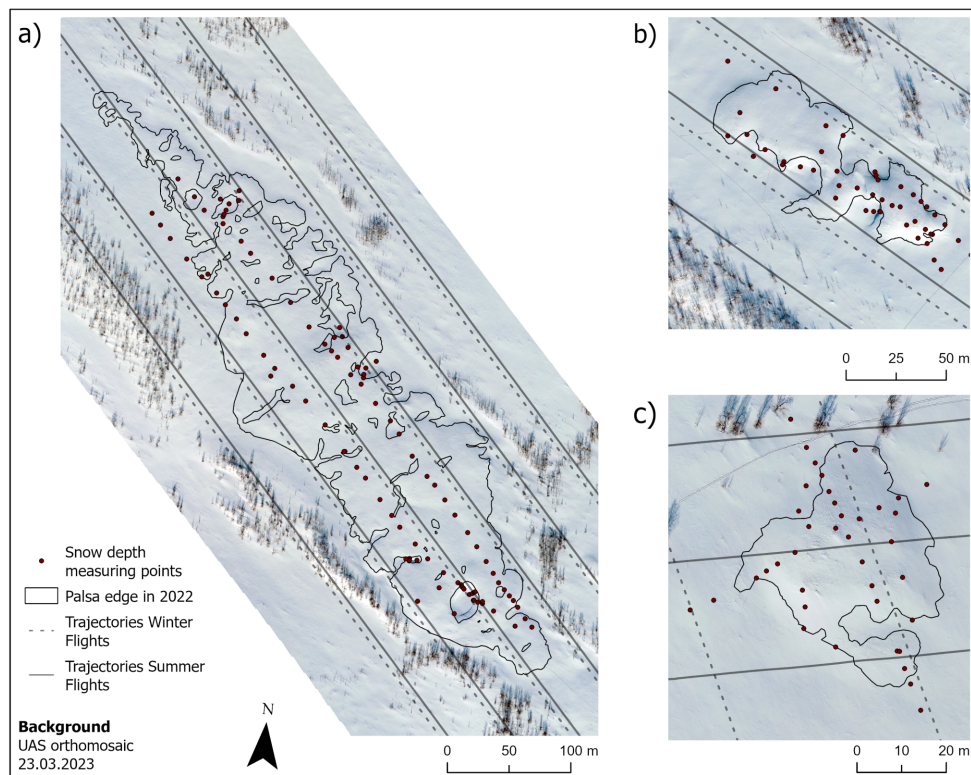 a)
b)
0 25 50 m
c)
Snow depth
measuring points
Palsa edge in 2022
Trajectories Winter
Flights
Trajectories Summer
Flights
Background
UAS orthomosaic
23.03.2023
N
0 50 100 m
0 10 20 m